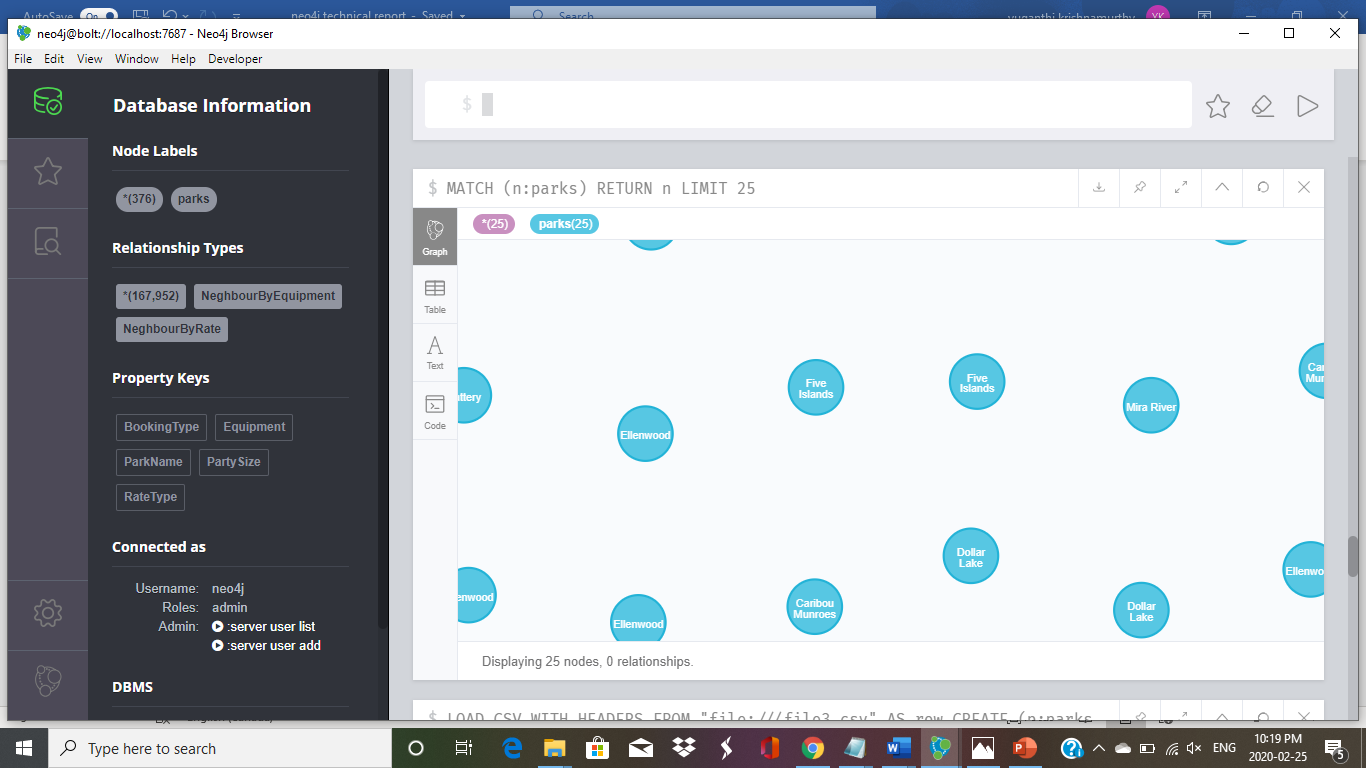 AutoSave On neo4j technical report - Saved Search yuganthi krishnamurthy YK
neo4j@bolt://localhost:7687 - Neo4j Browser
File Edit View Window Help Developer
Database Information
Node Labels
*(376) parks
Relationship Types
*(167,952) NeghbourByEquipment
NeghbourByRate
Property Keys
BookingType Equipment
ParkName PartySize
RateType
Connected as
Username: neo4j
Roles: admin
Admin: :server user list
:server user add
DBMS
$
$ MATCH (n:parks) RETURN n LIMIT 25
*(25) parks(25)
Graph
Table
Text
Code
Five
Islands
Five
Islands
Mira River
Ellenwood
Dollar
Lake
Caribou
Munroes
Dollar
Lake
Ellenwood
Displaying 25 nodes, 0 relationships.
$ LOAD CSV WITH HEADERS FROM "file:///file3.csv" AS row CREATE (n:parks
Type here to search
ENG
10:19 PM
2020-02-25
5